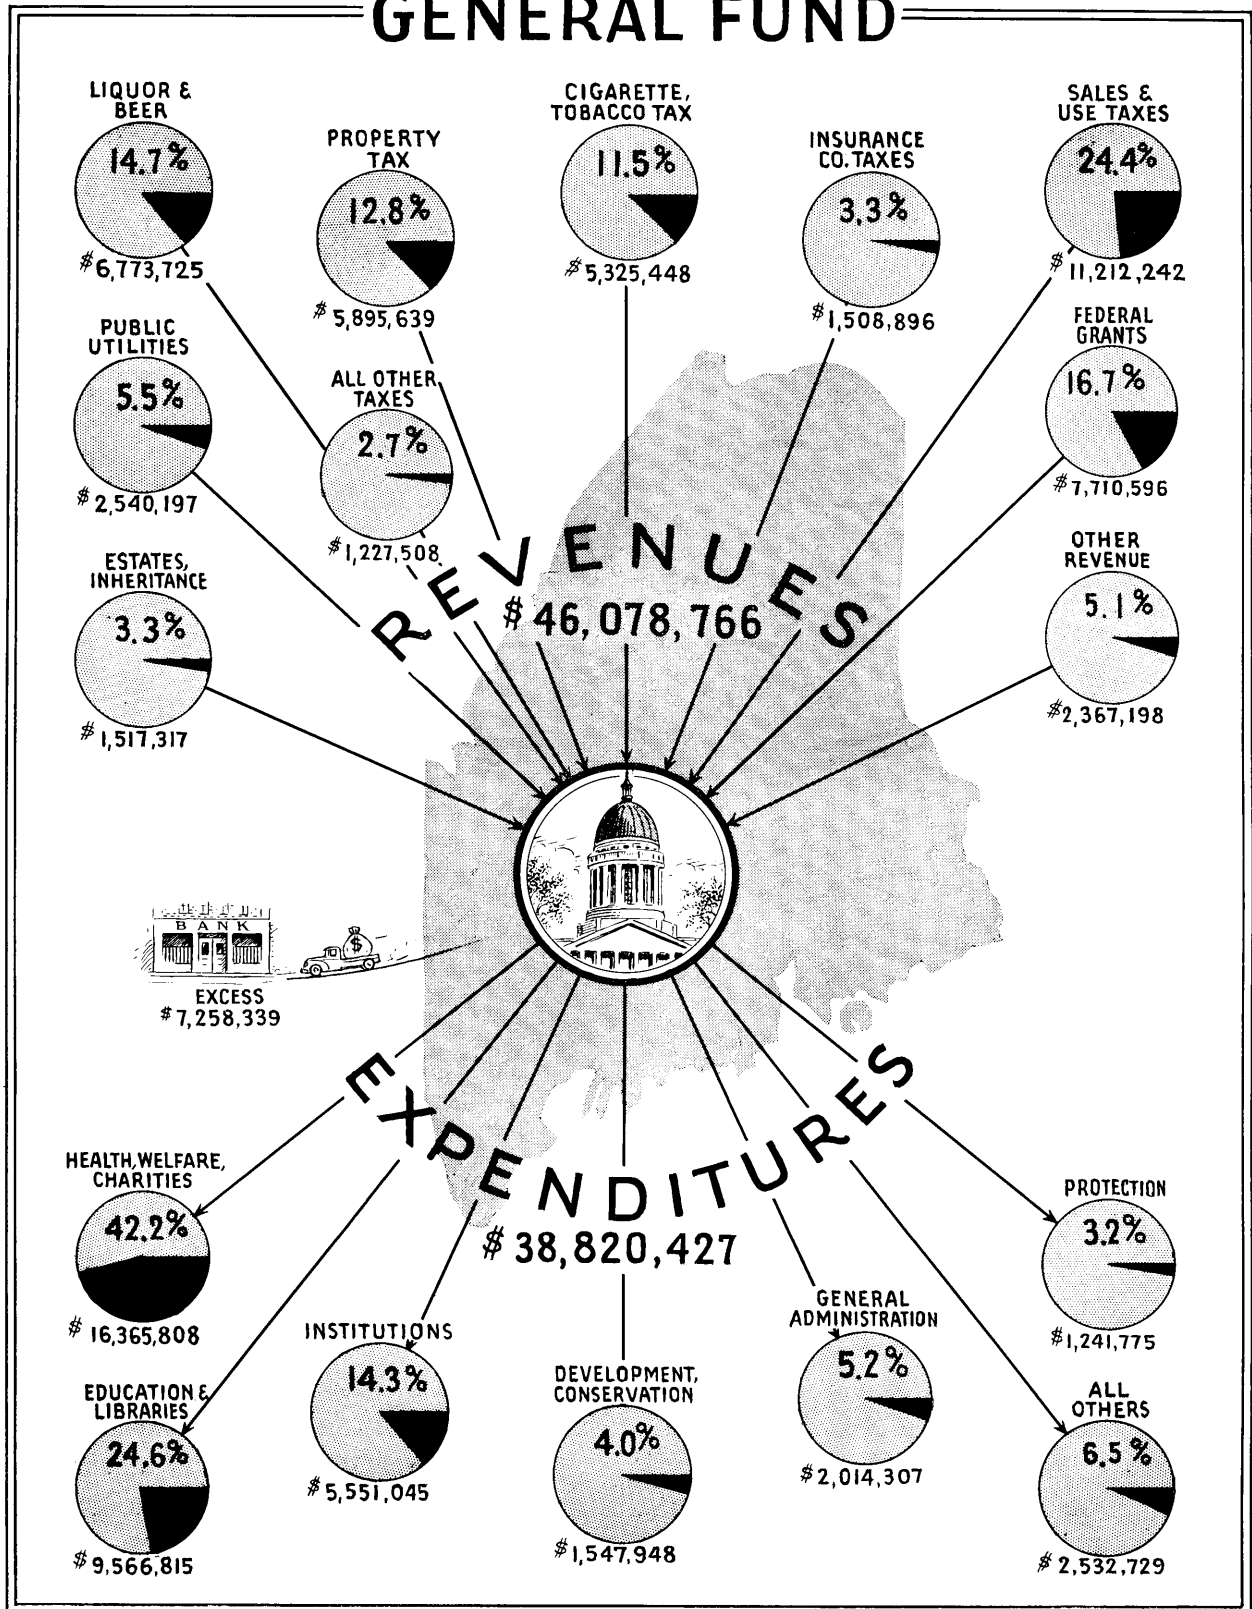 GENERAL FUND
LIQUOR &
BEER
14.7%
$6,773,725
PROPERTY
TAX
12.8%
$5,895,639
CIGARETTE,
TOBACCO TAX
11.5%
$5,325,448
INSURANCE
CO. TAXES
3.3%
$1,508,896
SALES &
USE TAXES
24.4%
$11,212,242
PUBLIC
UTILITIES
5.5%
$2,540,197
ALL OTHER
TAXES
2.7%
$1,227,508
FEDERAL
GRANTS
16.7%
$7,710,596
ESTATES,
INHERITANCE
3.3%
$1,517,317
OTHER
REVENUE
5.1%
$2,367,198
REVENUES
$46,078,766
BANK
$
EXCESS
$7,258,339
EXPENDITURES
$38,820,427
HEALTH, WELFARE,
CHARITIES
42.2%
$16,365,808
EDUCATION &
LIBRARIES
24.6%
$9,566,815
INSTITUTIONS
14.3%
$5,551,045
DEVELOPMENT,
CONSERVATION
4.0%
$1,547,948
GENERAL
ADMINISTRATION
5.2%
$2,014,307
PROTECTION
3.2%
$1,241,775
ALL
OTHERS
6.5%
$2,532,729